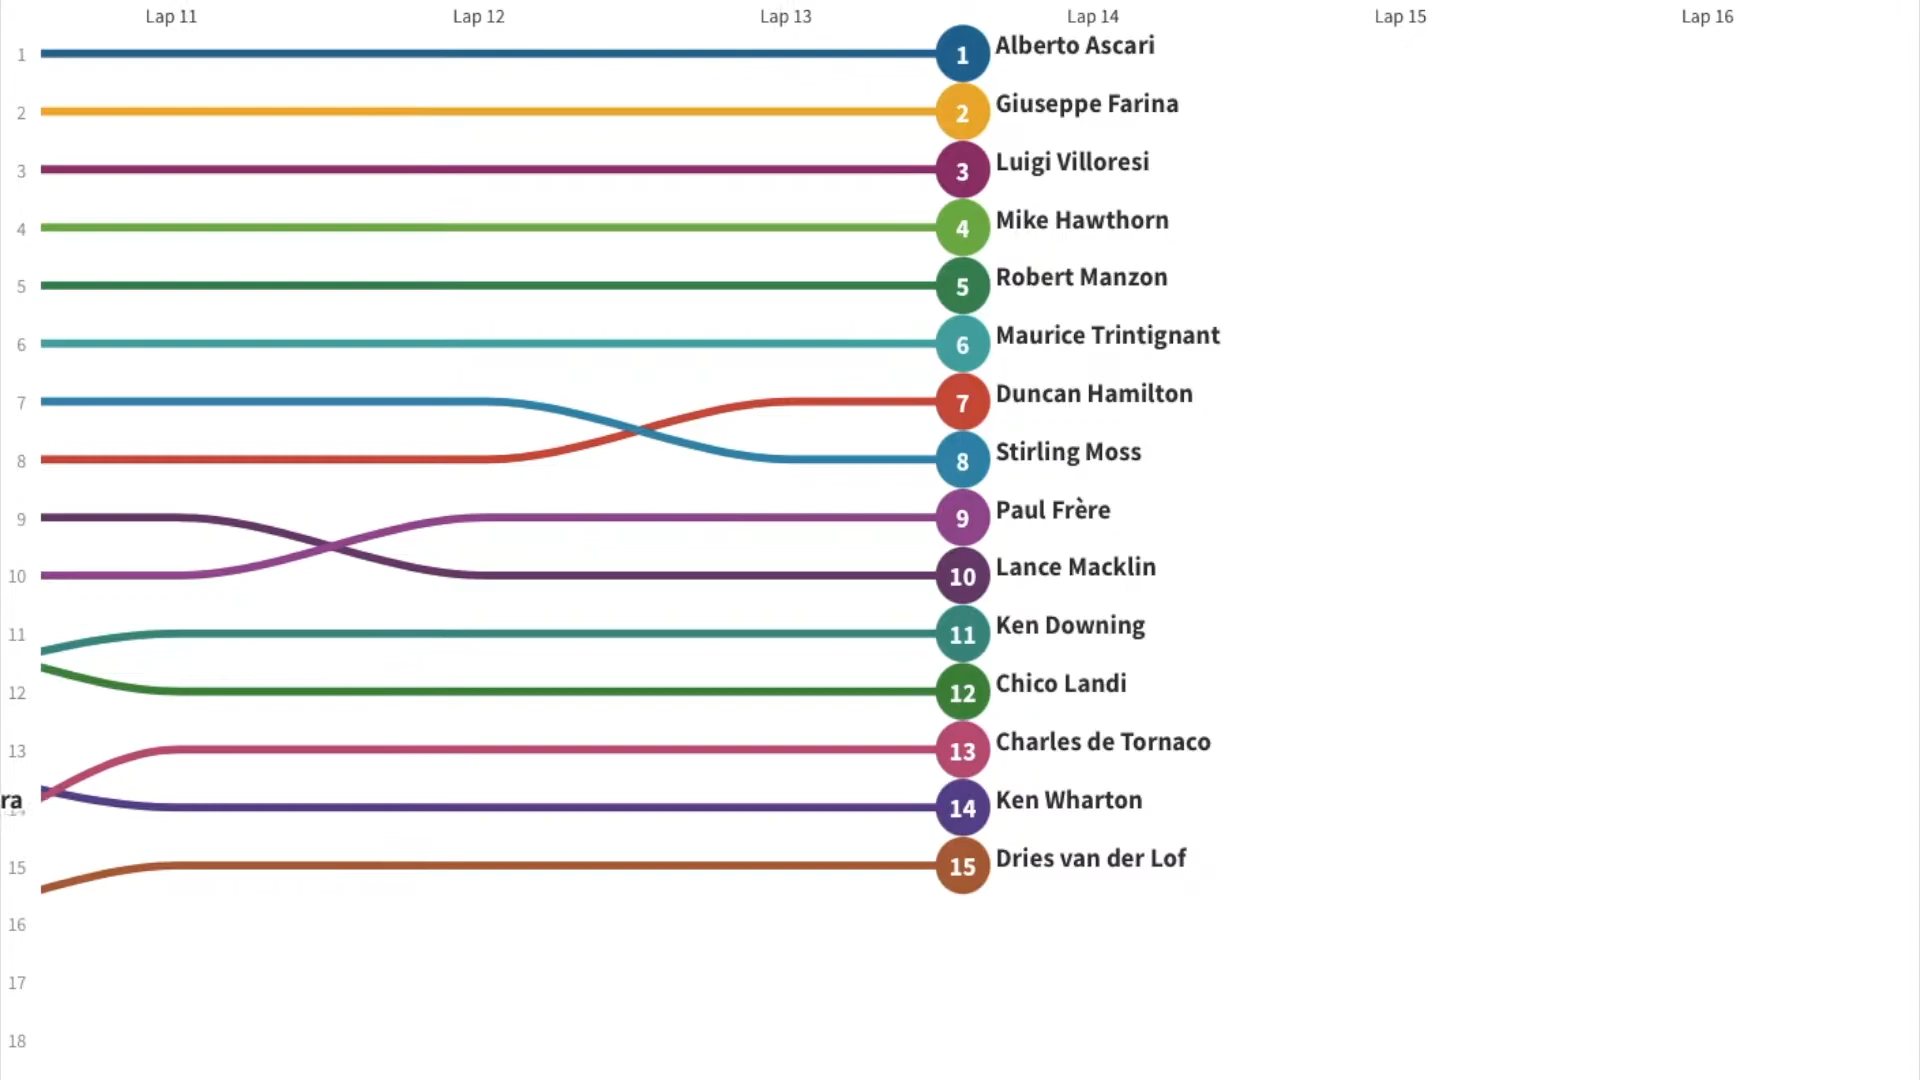 Lap 11 Lap 12 Lap 13 Lap 14 Lap 15 Lap 16
1 1 Alberto Ascari
2 2 Giuseppe Farina
3 3 Luigi Villoresi
4 4 Mike Hawthorn
5 5 Robert Manzon
6 6 Maurice Trintignant
7 7 Duncan Hamilton
8 8 Stirling Moss
9 9 Paul Frère
10 10 Lance Macklin
11 11 Ken Downing
12 12 Chico Landi
13 13 Charles de Tornaco
ra 14 Ken Wharton
15 15 Dries van der Lof
16
17
18